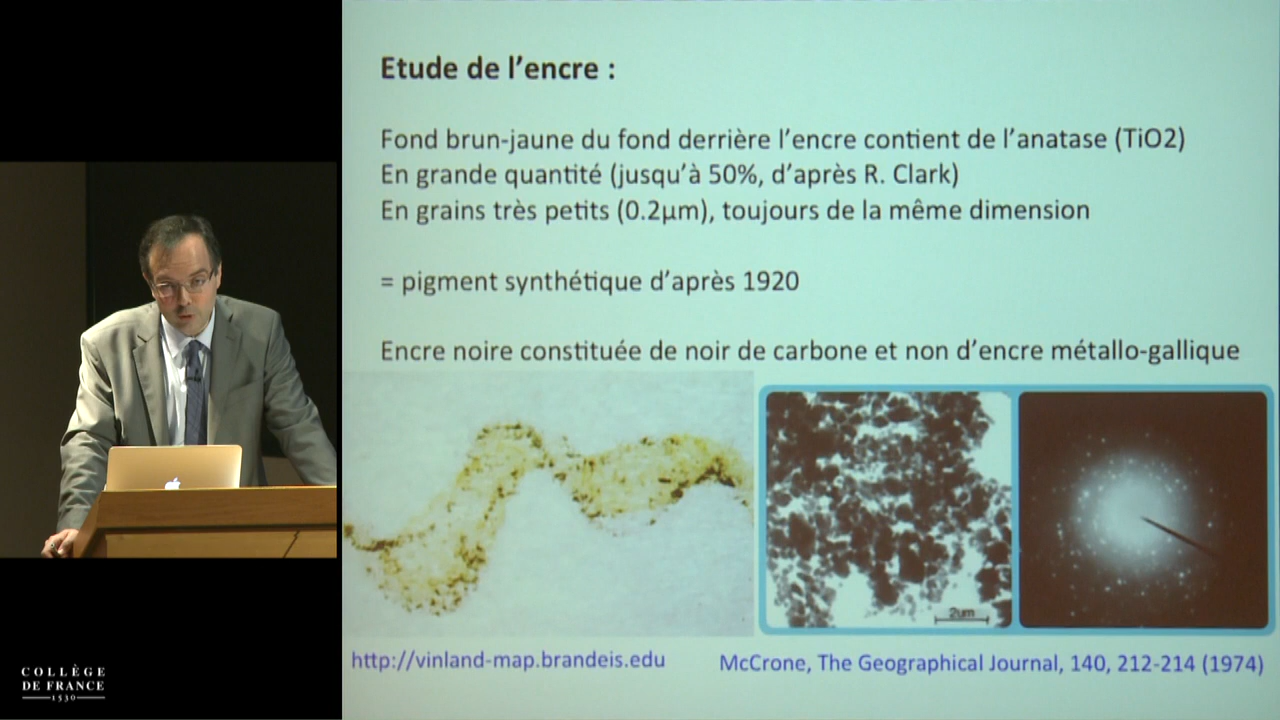 Etude de l'encre :
Fond brun-jaune du fond derrière l'encre contient de l'anatase (TiO2)
En grande quantité (jusqu'à 50%, d'après R. Clark)
En grains très petits (0.2µm), toujours de la même dimension
= pigment synthétique d'après 1920
Encre noire constituée de noir de carbone et non d'encre métallo-gallique
2um
http://vinland-map.brandeis.edu
McCrone, The Geographical Journal, 140, 212-214 (1974)
COLLÈGE
DE FRANCE
1530